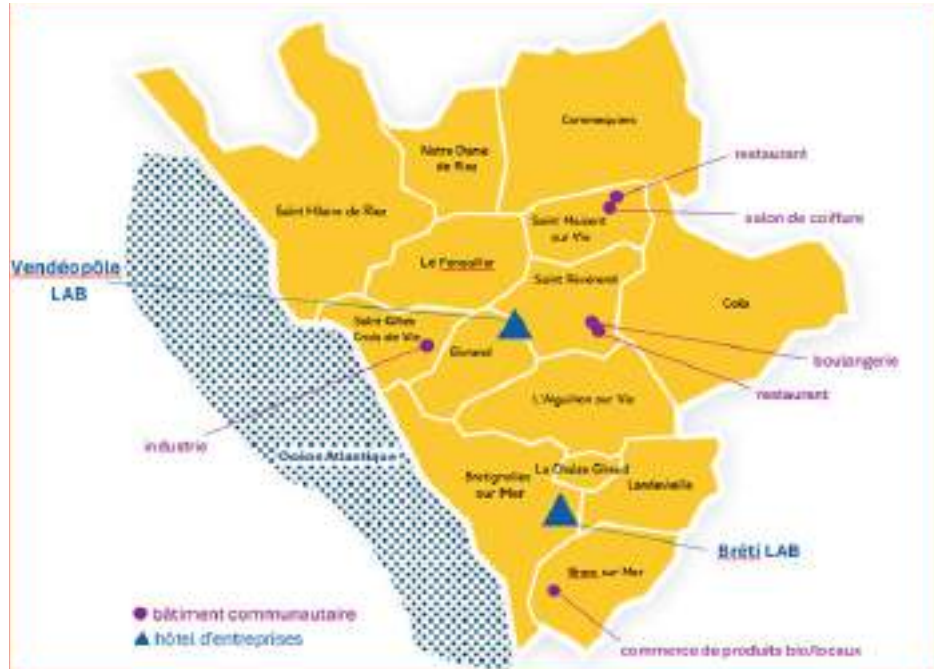 Commequiers
Notre Dame
de Riez
restaurant
Saint Hilaire de Riez
salon de coiffure
Saint Maixent
sur Vie
Vendéopôle
LAB
Le Fenouiller
Saint Révérend
Coëx
Saint Gilles
Croix de Vie
Givrand
boulangerie
restaurant
L'Aiguillon sur Vie
industrie
Océan Atlantique
La Chaize Giraud
Bretignolles
sur Mer
Landevieille
Bréti LAB
Brem sur Mer
bâtiment communautaire
hôtel d'entreprises
commerce de produits bio/locaux